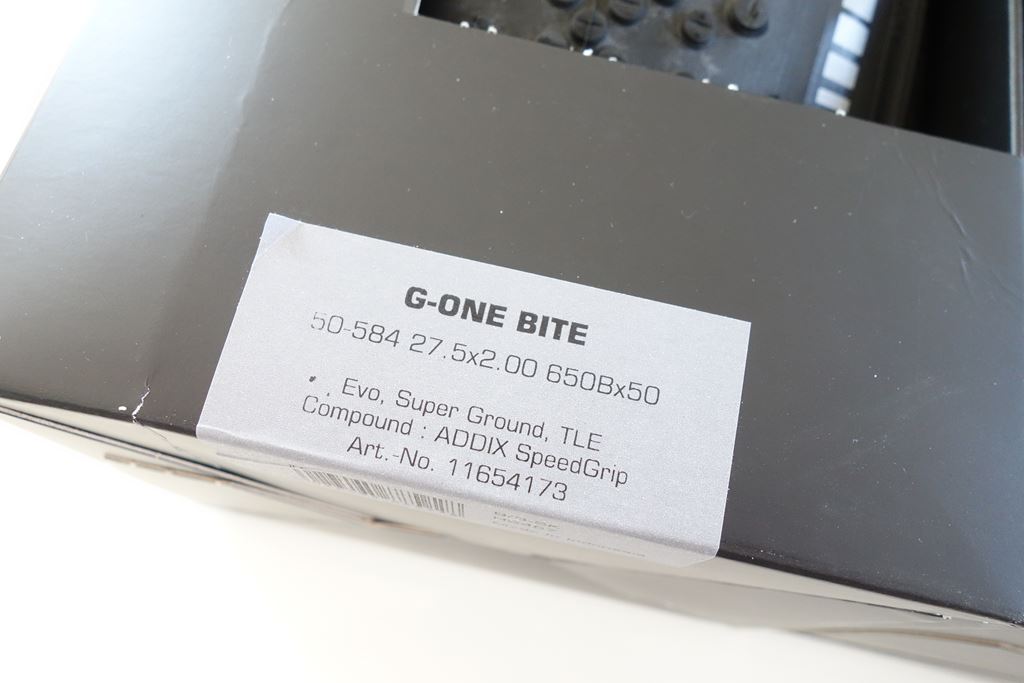 G-ONE BITE
50-584 27.5x2.00 650Bx50
, Evo, Super Ground, TLE
Compound : ADDIX SpeedGrip
Art.-No. 11654173